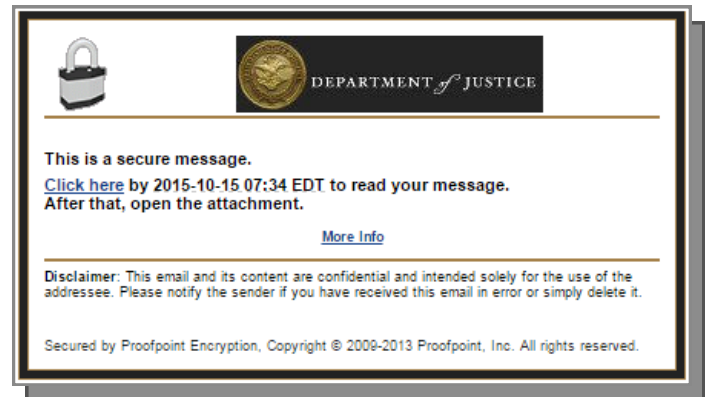 DEPARTMENT of JUSTICE
This is a secure message.
Click here by 2015-10-15 07:34 EDT to read your message.
After that, open the attachment.
More Info
Disclaimer: This email and its content are confidential and intended solely for the use of the
addressee. Please notify the sender if you have received this email in error or simply delete it.
Secured by Proofpoint Encryption, Copyright © 2009-2013 Proofpoint, Inc. All rights reserved.